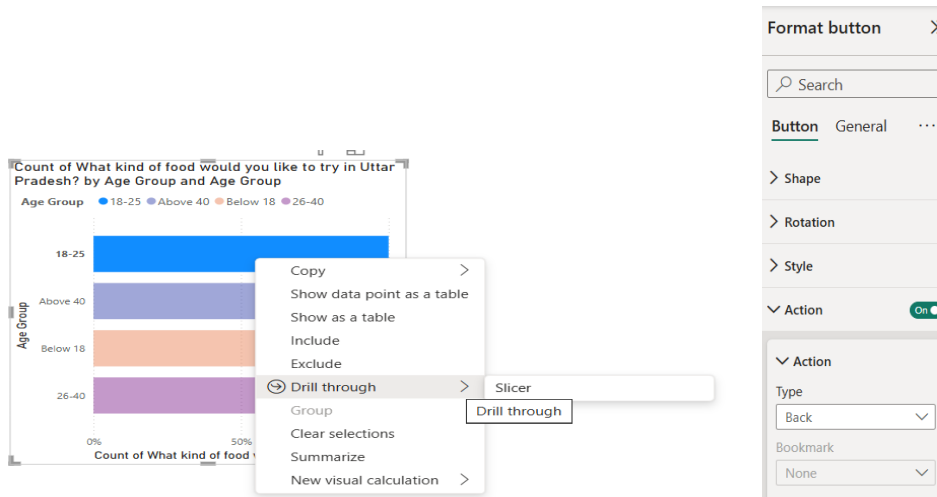 Count of What kind of food would you like to try in Uttar
Pradesh? by Age Group and Age Group
Age Group 18-25 Above 40 Below 18 26-40
18-25
Above 40
Below 18
26-40
Age Group
0% 50%
Count of What kind of food
Copy
Show data point as a table
Show as a table
Include
Exclude
Drill through
Slicer
Drill through
Group
Clear selections
Summarize
New visual calculation
Format button
Search
Button General ...
Shape
Rotation
Style
Action On
Action
Type
Back
Bookmark
None